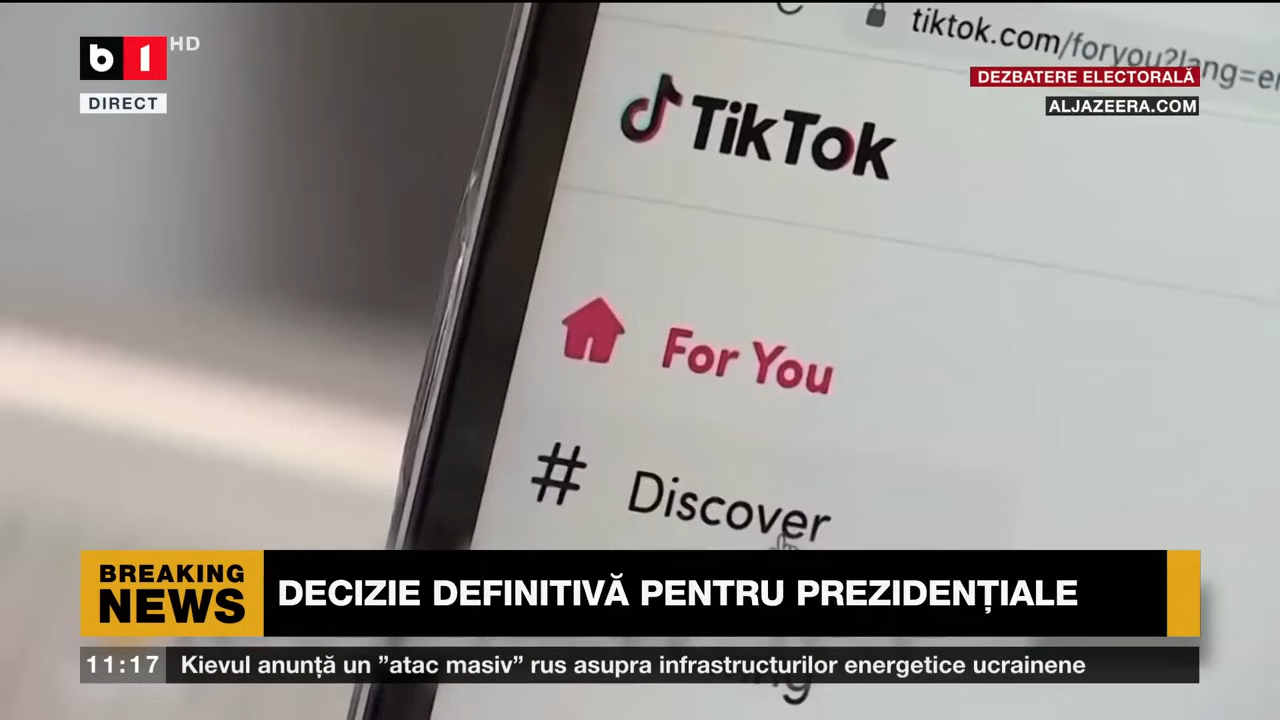 b1 HD
DIRECT
tiktok.com/foryou?lang=en
DEZBATERE ELECTORALĂ
ALJAZEERA.COM
TikTok
For You
# Discover
BREAKING NEWS
DECIZIE DEFINITIVĂ PENTRU PREZIDENȚIALE
11:17 Kievul anunță un ”atac masiv” rus asupra infrastructurilor energetice ucrainene